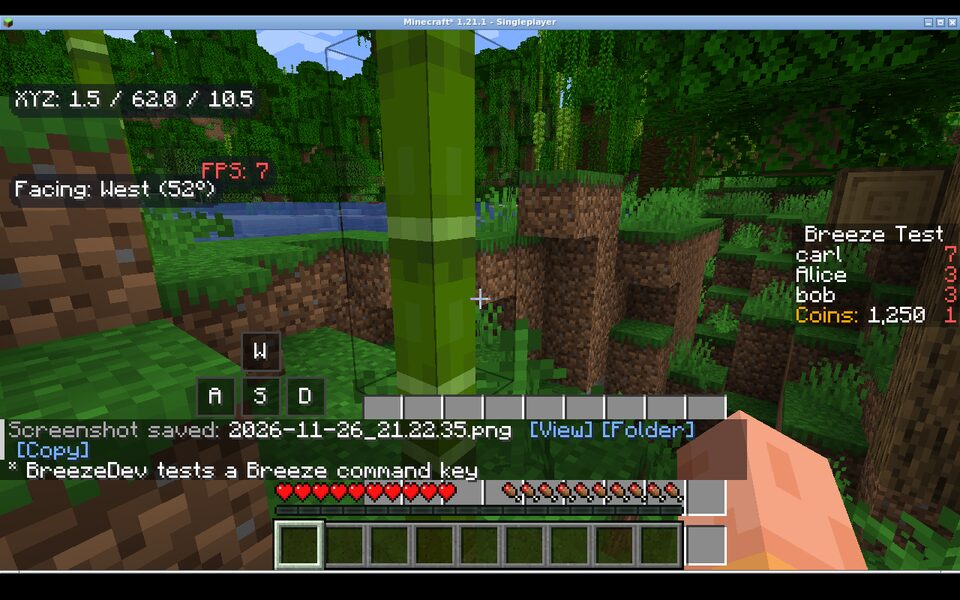 Minecraft* 1.21.1 - Singleplayer
XYZ: 1.5 / 62.0 / 10.5
FPS: 7
Facing: West (52°)
Breeze Test
carl 7
Alice 3
bob 3
Coins: 1,250 1
W
A S D
Screenshot saved: 2026-11-26_21.22.35.png [View] [Folder]
[Copy]
* BreezeDev tests a Breeze command key